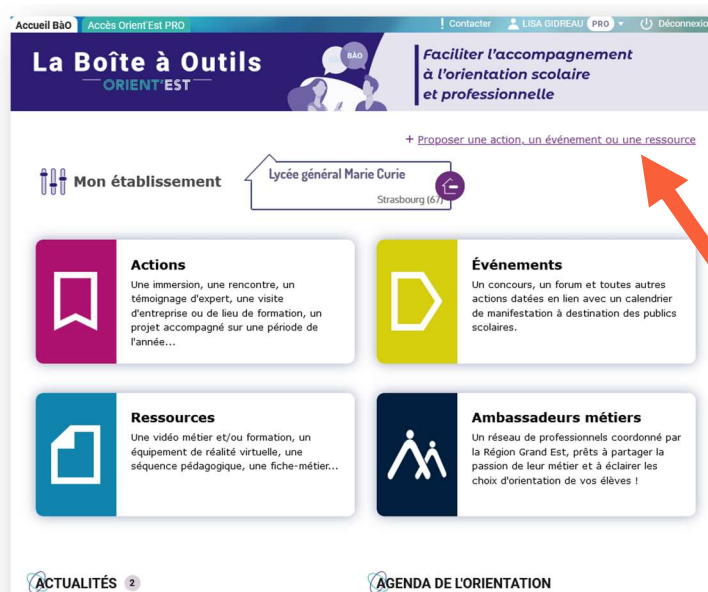 Accueil BàO Accès Orient'Est PRO ! Contacter LISA GIDREAU PRO Déconnexio
La Boîte à Outils
ORIENT'EST
BÀO
Faciliter l'accompagnement
à l'orientation scolaire
et professionnelle
+ Proposer une action, un événement ou une ressource
Mon établissement
Lycée général Marie Curie
Strasbourg (67)
Actions
Une immersion, une rencontre, un
témoignage d'expert, une visite
d'entreprise ou de lieu de formation, un
projet accompagné sur une période de
l'année...
Événements
Un concours, un forum et toutes autres
actions datées en lien avec un calendrier
de manifestation à destination des publics
scolaires.
Ressources
Une vidéo métier et/ou formation, un
équipement de réalité virtuelle, une
séquence pédagogique, une fiche-métier...
Ambassadeurs métiers
Un réseau de professionnels coordonné par
la Région Grand Est, prêts à partager la
passion de leur métier et à éclairer les
choix d'orientation de vos élèves !
ACTUALITÉS 2
AGENDA DE L'ORIENTATION